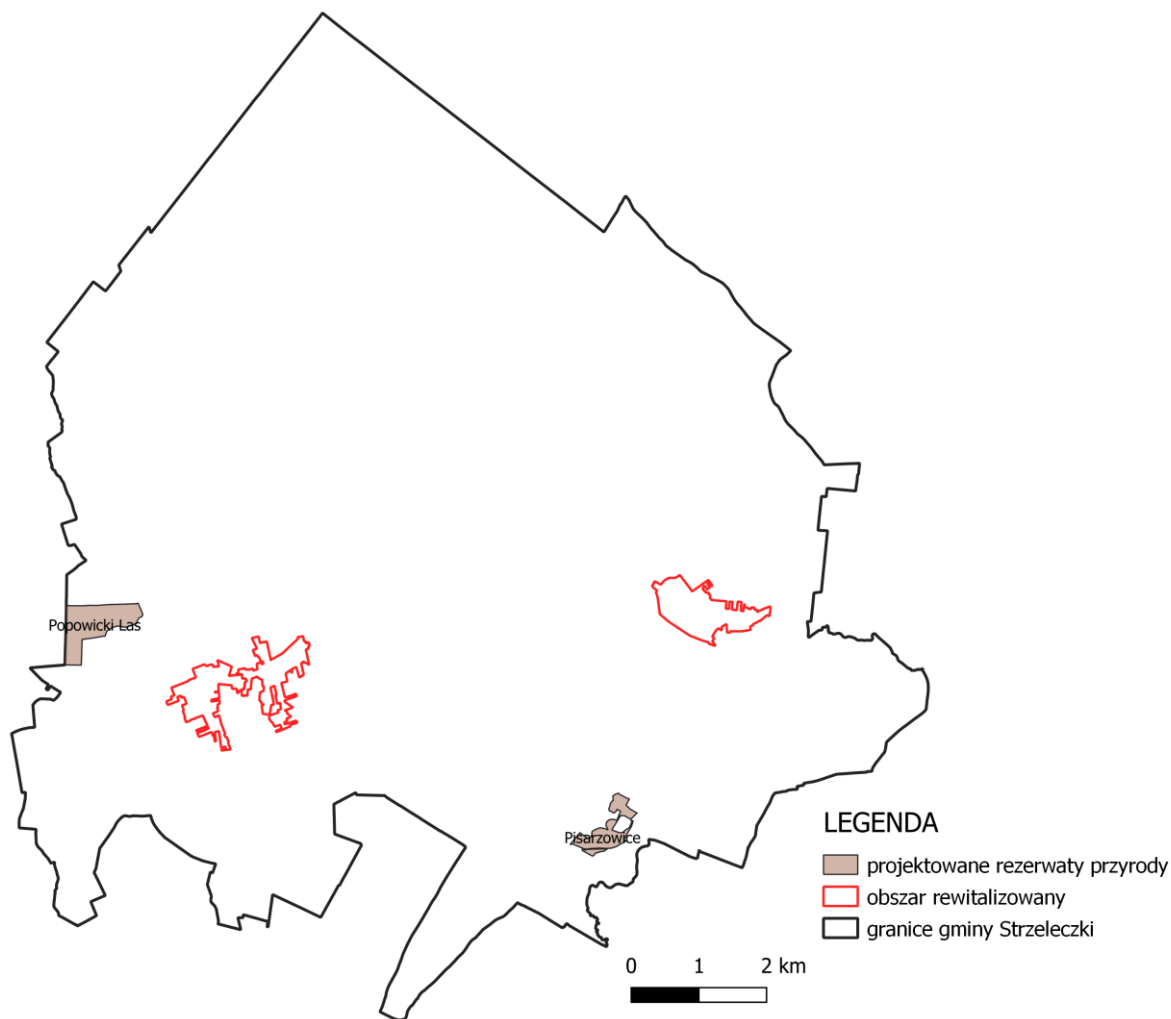 Popowicki Las
Pisarzowice
LEGENDA
projektowane rezerwaty przyrody
obszar rewitalizowany
granice gminy Strzeleczki
0 1 2 km